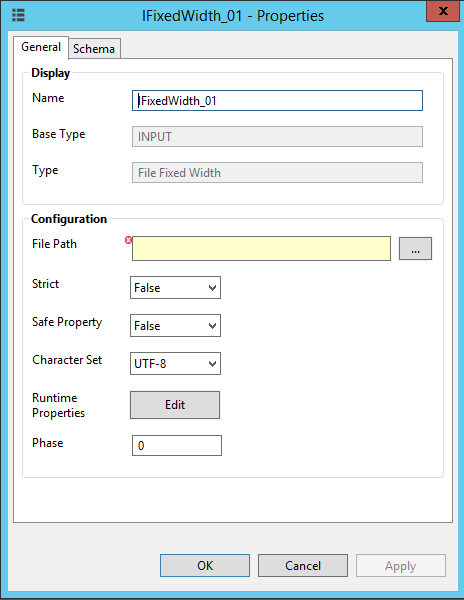 IFixedWidth_01 - Properties
X
General Schema
Display
Name IFixedWidth_01
Base Type INPUT
Type File Fixed Width
Configuration
File Path ...
Strict False
Safe Property False
Character Set UTF-8
Runtime
Properties Edit
Phase 0
OK Cancel Apply